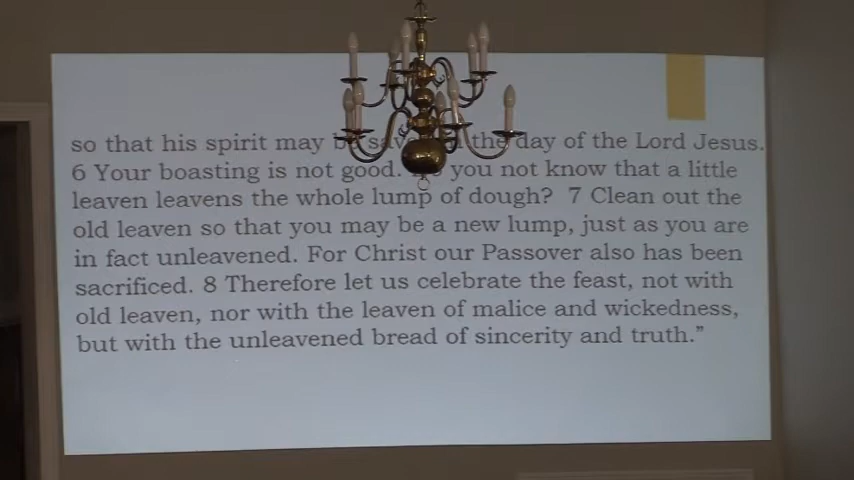 so that his spirit may be saved the day of the Lord Jesus.
6 Your boasting is not good. you not know that a little
leaven leavens the whole lump of dough? 7 Clean out the
old leaven so that you may be a new lump, just as you are
in fact unleavened. For Christ our Passover also has been
sacrificed. 8 Therefore let us celebrate the feast, not with
old leaven, nor with the leaven of malice and wickedness,
but with the unleavened bread of sincerity and truth.”